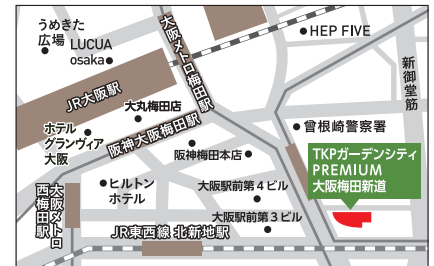 うめきた
広場
LUCUA
osaka
大阪メトロ梅田駅
HEP FIVE
新御堂筋
JR大阪駅
大丸梅田店
ホテル
グランヴィア
大阪
阪神大阪梅田駅
阪神梅田本店
曾根崎警察署
TKPガーデンシティ
PREMIUM
大阪梅田新道
大阪メトロ
西梅田駅
ヒルトン
ホテル
大阪駅前第4ビル
大阪駅前第3ビル
JR東西線 北新地駅